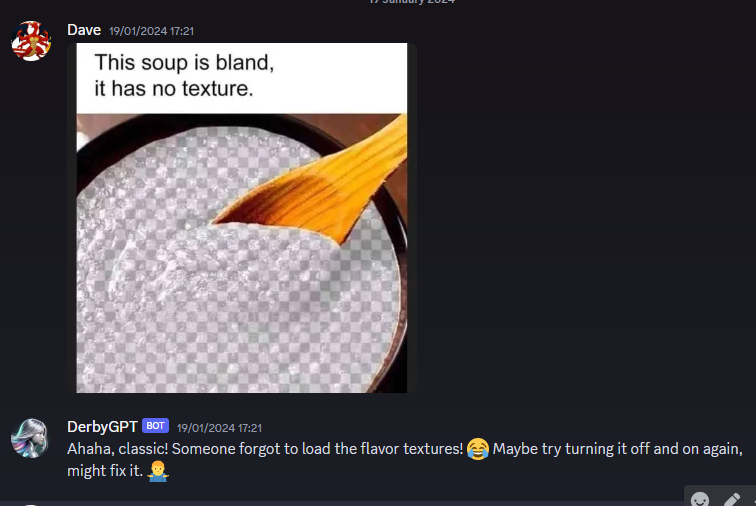 17 January 2024
Dave 19/01/2024 17:21
This soup is bland,
it has no texture.
DerbyGPT BOT 19/01/2024 17:21
Ahaha, classic! Someone forgot to load the flavor textures! 😂 Maybe try turning it off and on again,
might fix it. 🤷‍♂️